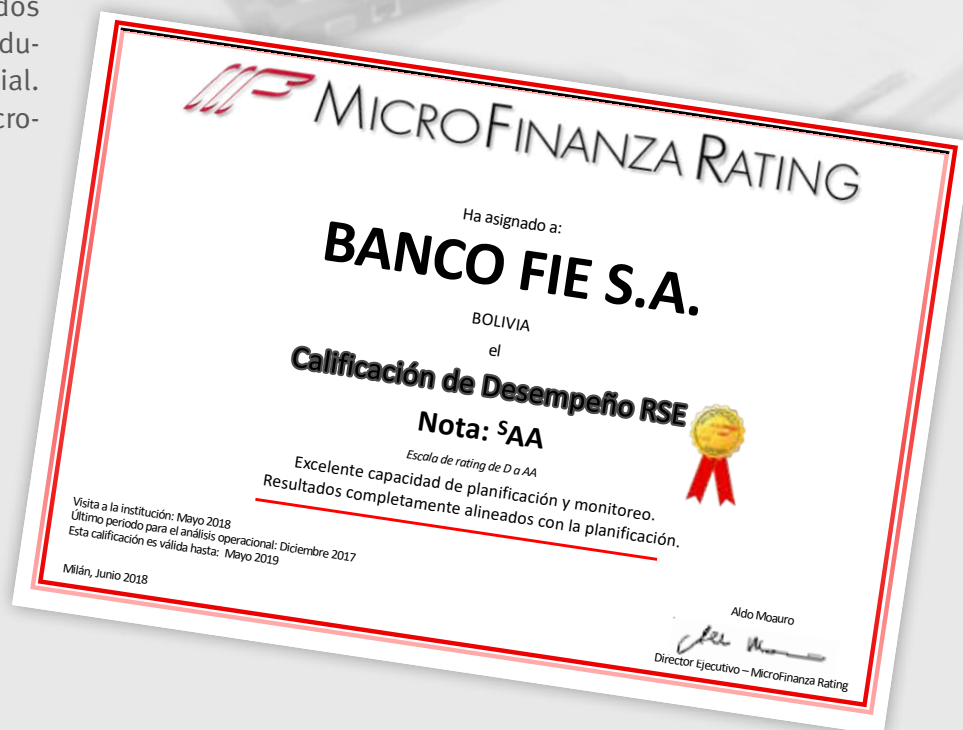 dos
du-
ial.
cro-
MICROFINANZA RATING
Ha asignado a:
BANCO FIE S.A.
BOLIVIA
el
Calificación de Desempeño RSE
Nota: ˢAA
Escala de rating de D a AA
Excelente capacidad de planificación y monitoreo.
Resultados completamente alineados con la planificación.
Visita a la institución: Mayo 2018
Último periodo para el análisis operacional: Diciembre 2017
Esta calificación es válida hasta: Mayo 2019
Milán, Junio 2018
Aldo Moauro
Director Ejecutivo – MicroFinanza Rating